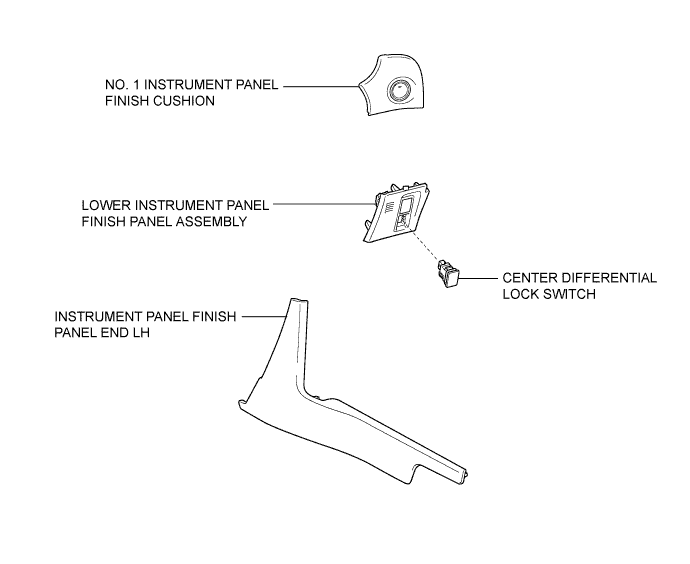 NO. 1 INSTRUMENT PANEL
FINISH CUSHION
LOWER INSTRUMENT PANEL
FINISH PANEL ASSEMBLY
CENTER DIFFERENTIAL
LOCK SWITCH
INSTRUMENT PANEL FINISH
PANEL END LH